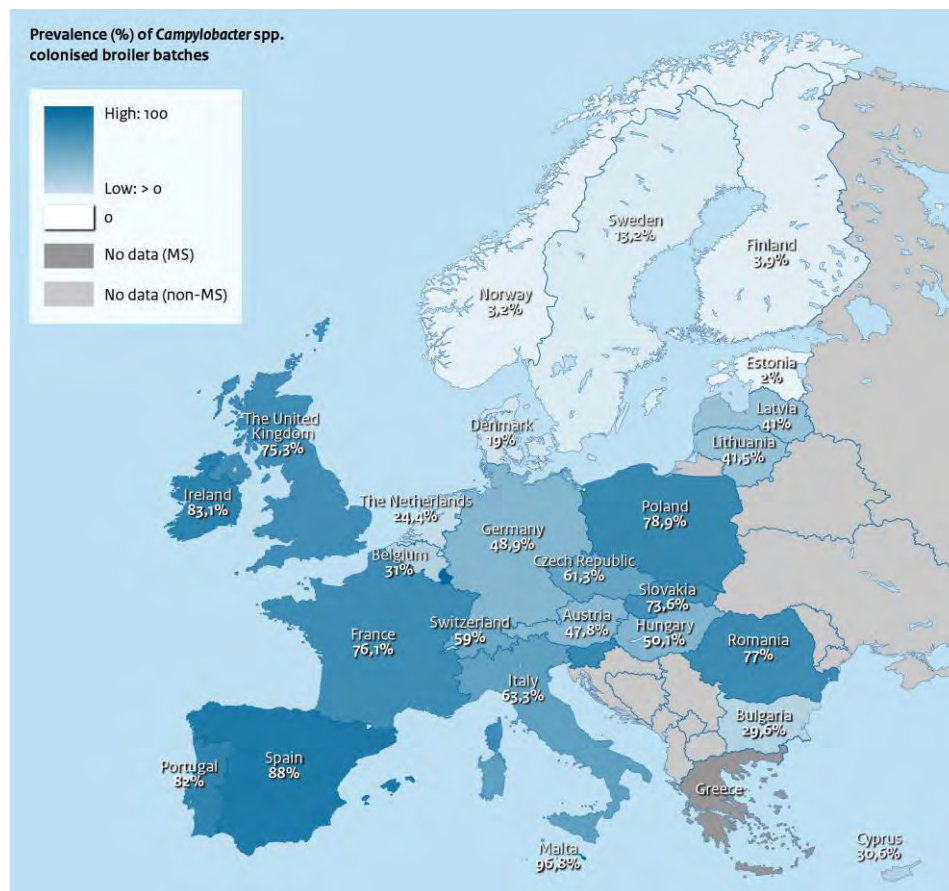 Prevalence (%) of Campylobacter spp.
colonised broiler batches
High: 100
Low: > 0
0
No data (MS)
No data (non-MS)
Sweden
13,2%
Finland
3,9%
Norway
3,2%
Estonia
2%
Latvia
41%
Lithuania
41,5%
Denmark
19%
The United
Kingdom
75,3%
Ireland
83,1%
The Netherlands
24,4%
Belgium
31%
Germany
48,9%
Poland
78,9%
Czech Republic
61,3%
Slovakia
73,6%
Austria
47,8%
Hungary
50,1%
Switzerland
59%
France
76,1%
Romania
77%
Italy
63,3%
Bulgaria
29,6%
Portugal
82%
Spain
88%
Greece
Malta
96,8%
Cyprus
30,6%